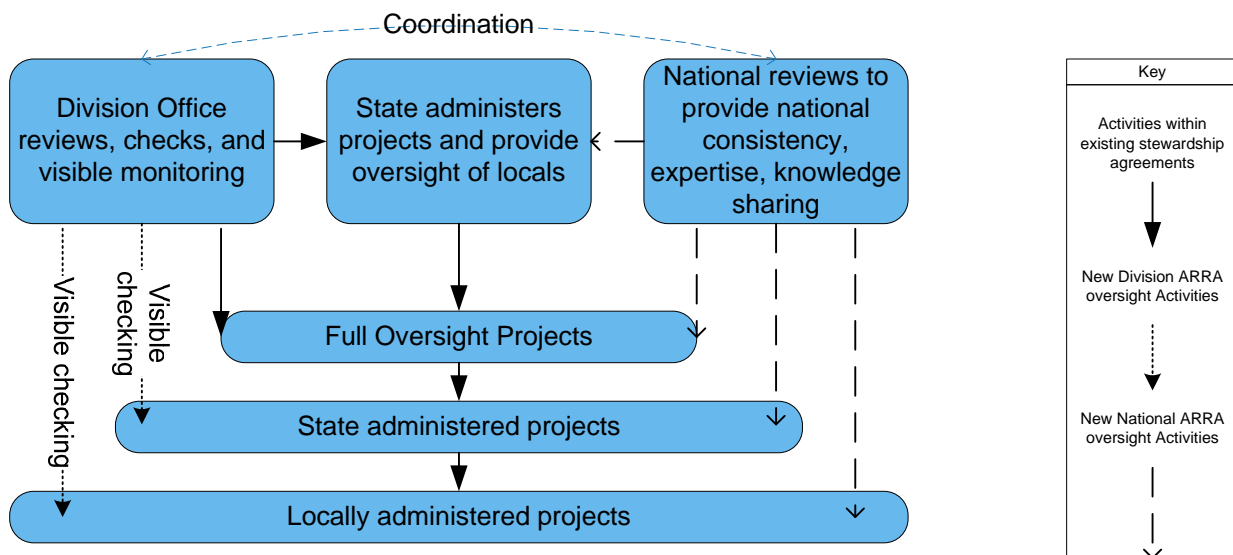 Coordination
Division Office
reviews, checks, and
visible monitoring
State administers
projects and provide
oversight of locals
National reviews to
provide national
consistency,
expertise, knowledge
sharing
Visible checking
Visible
checking
Full Oversight Projects
State administered projects
Locally administered projects
Key
Activities within
existing stewardship
agreements
New Division ARRA
oversight Activities
New National ARRA
oversight Activities